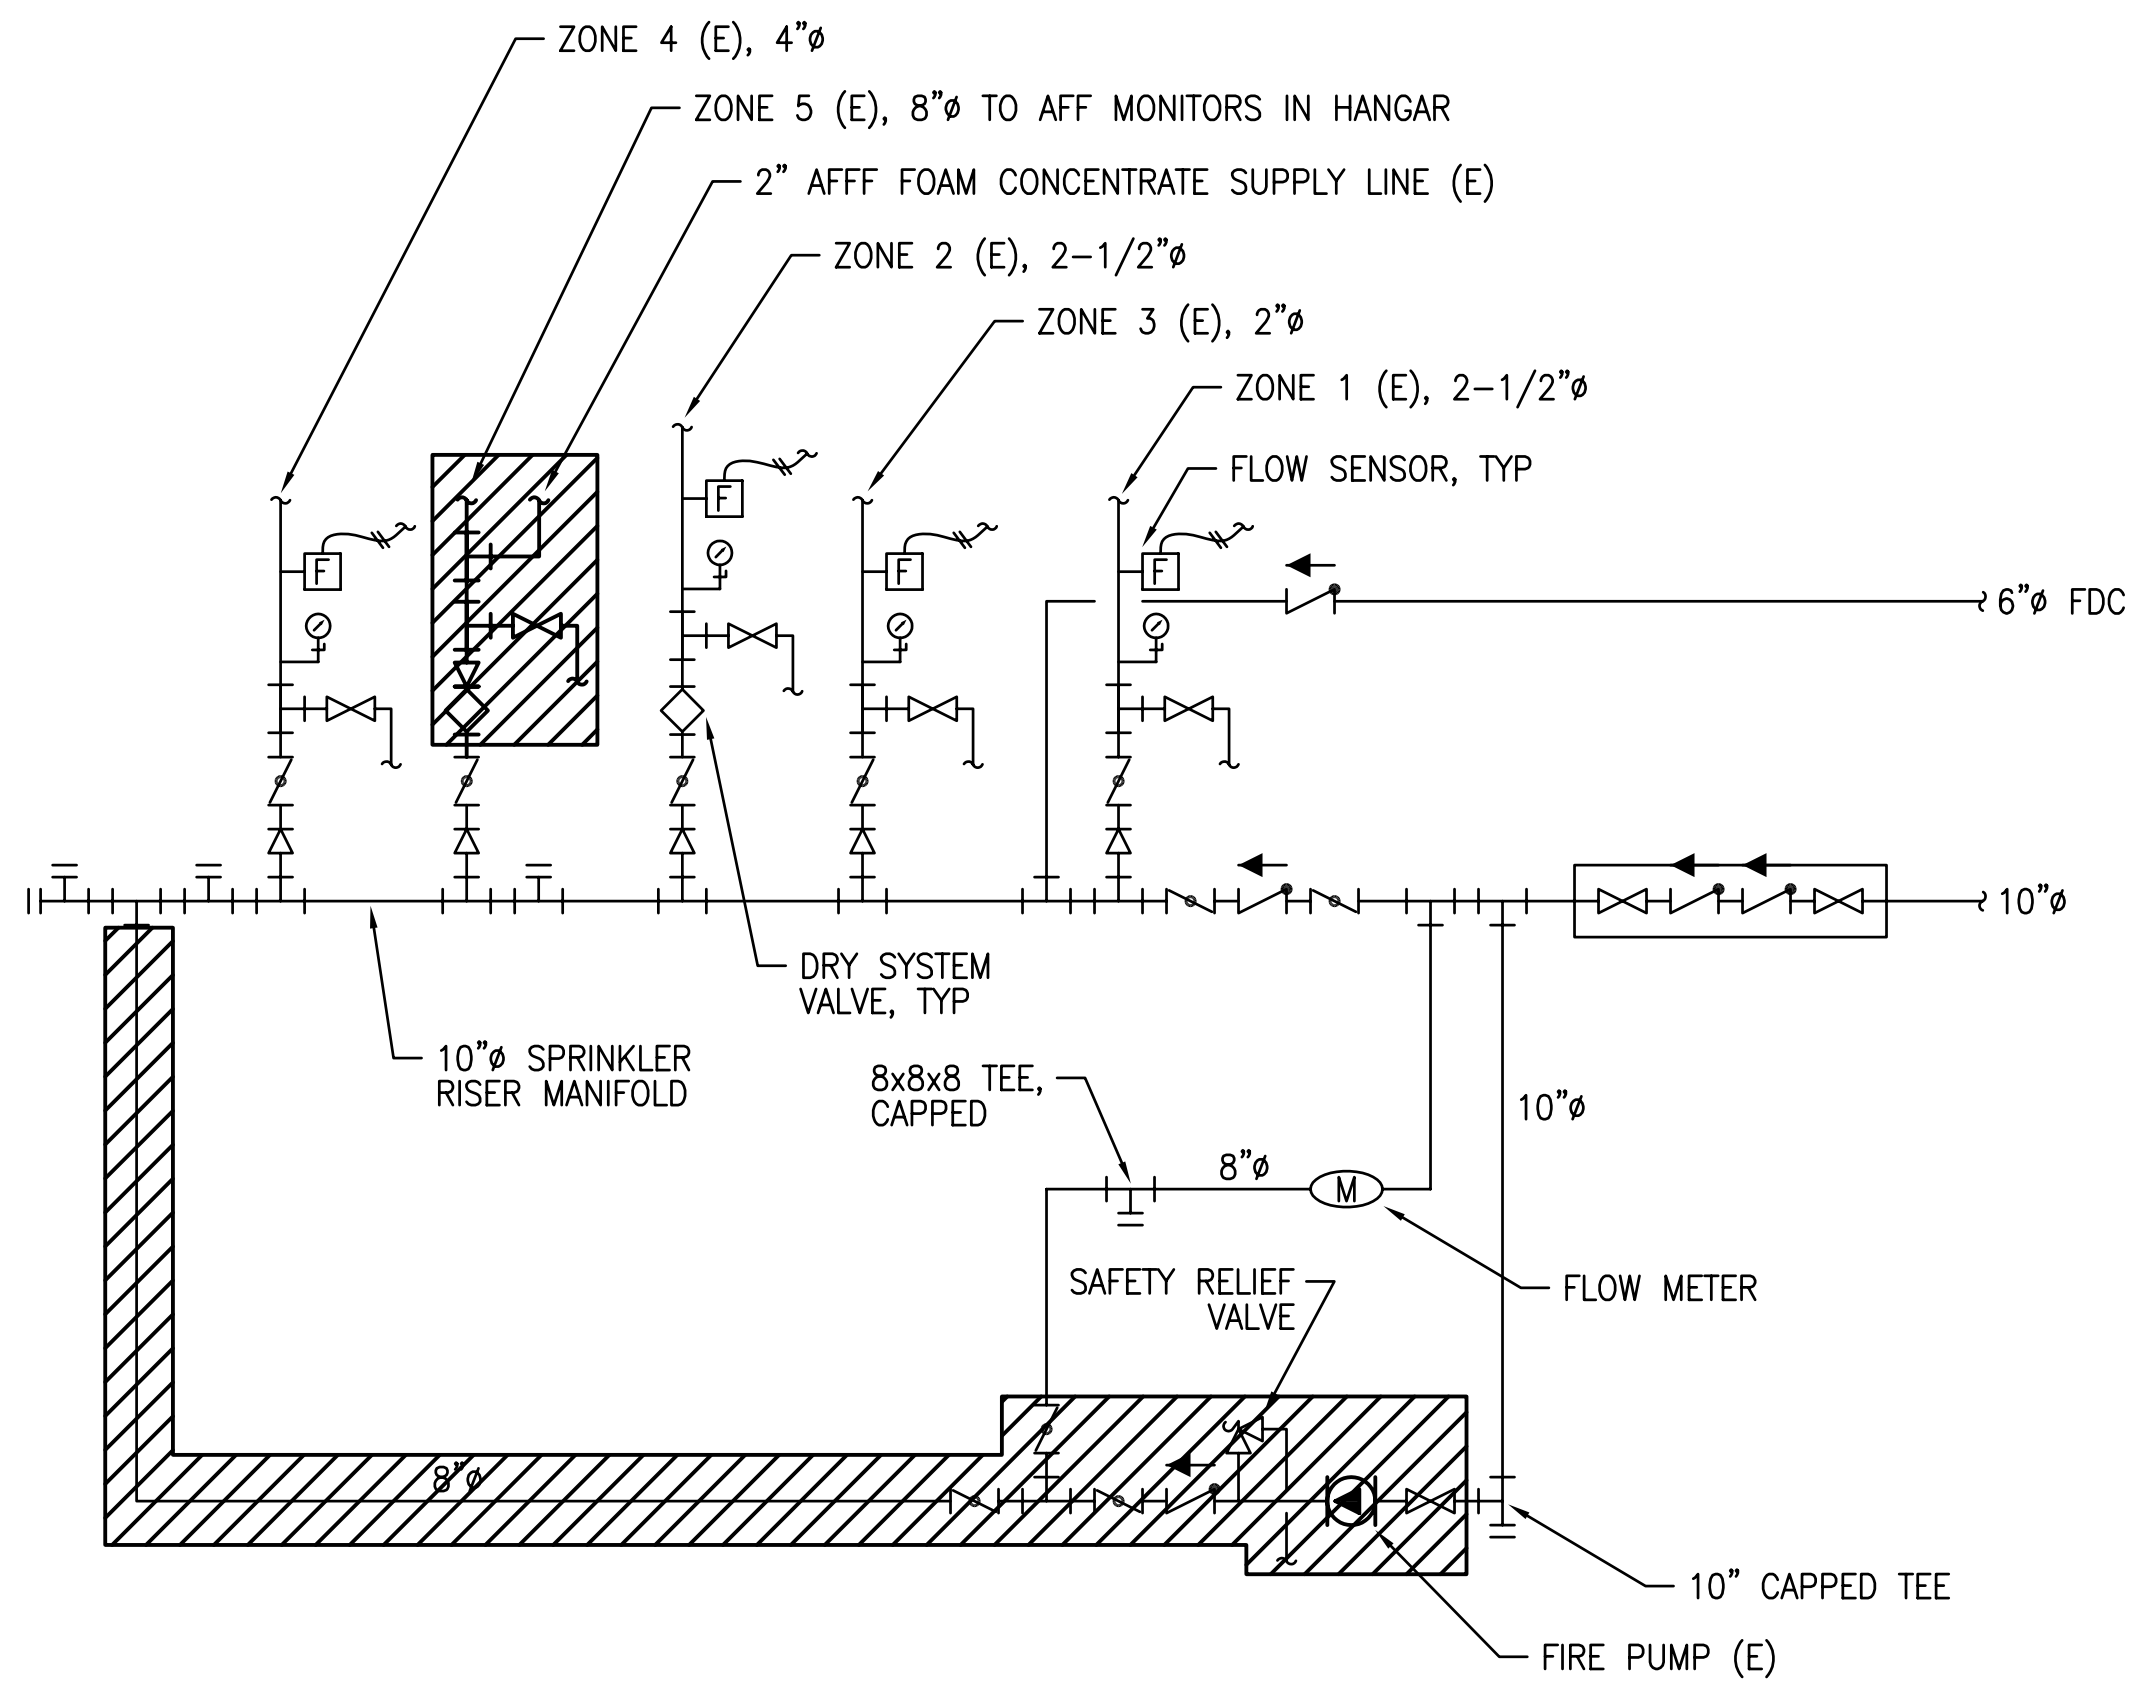 ZONE 4 (E), 4"ø
ZONE 5 (E), 8"ø TO AFF MONITORS IN HANGAR
2" AFFF FOAM CONCENTRATE SUPPLY LINE (E)
ZONE 2 (E), 2-1/2"ø
ZONE 3 (E), 2"ø
ZONE 1 (E), 2-1/2"ø
FLOW SENSOR, TYP
F
F
F
F
6"ø FDC
10"ø
DRY SYSTEM
VALVE, TYP
10"ø SPRINKLER
RISER MANIFOLD
8x8x8 TEE,
CAPPED
10"ø
8"ø
M
SAFETY RELIEF
VALVE
FLOW METER
8"ø
10" CAPPED TEE
FIRE PUMP (E)